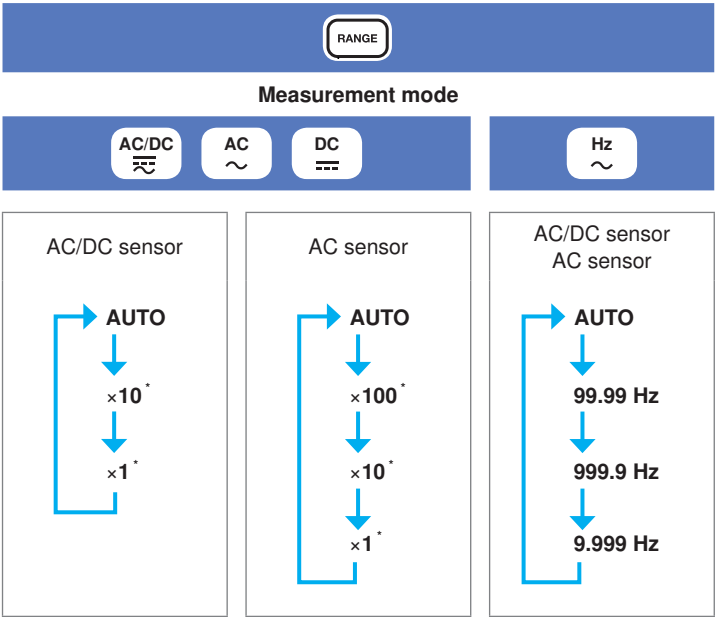 RANGE
Measurement mode
AC/DC
AC
DC
Hz
AC/DC sensor
AUTO
×10*
×1*
AC sensor
AUTO
×100*
×10*
×1*
AC/DC sensor
AC sensor
AUTO
99.99 Hz
999.9 Hz
9.999 Hz